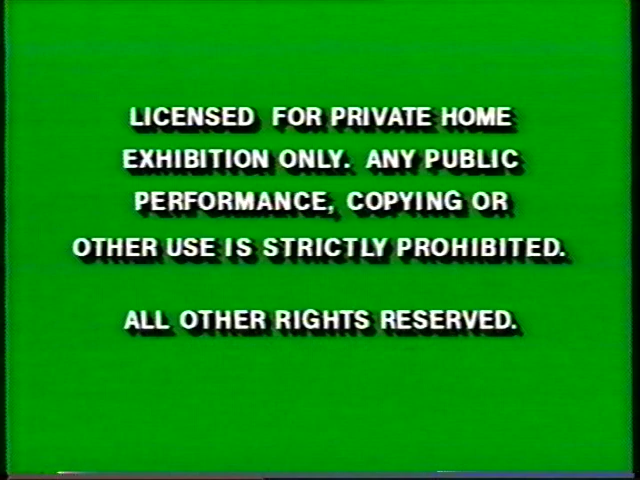 LICENSED FOR PRIVATE HOME
EXHIBITION ONLY. ANY PUBLIC
PERFORMANCE, COPYING OR
OTHER USE IS STRICTLY PROHIBITED.
ALL OTHER RIGHTS RESERVED.